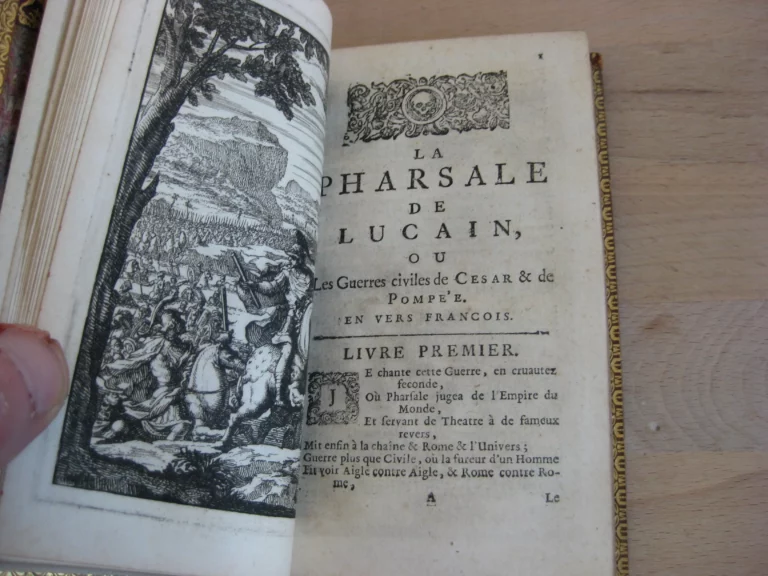 1
LA
PHARSALE
DE
LUCAIN,
OU
Les Guerres civiles de CESAR & de
POMPE'E.
EN VERS FRANCOIS.
LIVRE PREMIER.
JE chante cette Guerre, en cruautez
feconde,
Où Pharſale jugea de l'Empire du
Monde,
Et ſervant de Theatre à de fameux
revers,
Mit enfin à la chaîne & Rome & l'Univers;
Guerre plus que Civile, où la fureur d'un Homme
Fit voir Aigle contre Aigle, & Rome contre Ro-
me,
A
Le